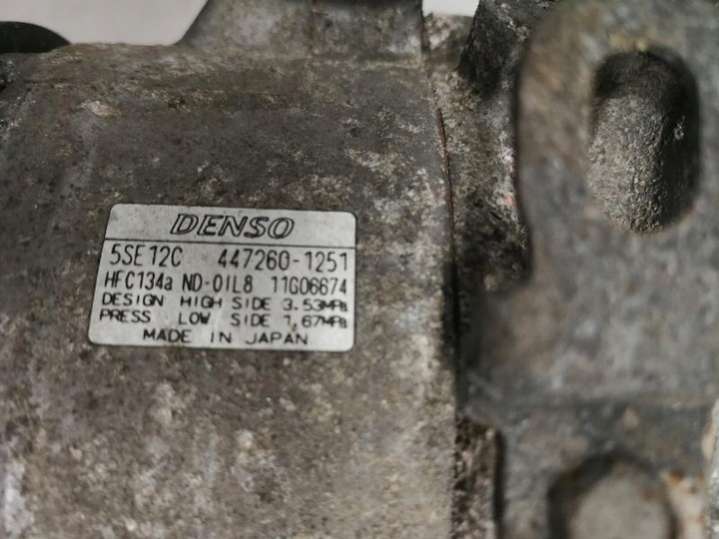 DENSO
5SE12C 447260-1251
HFC134a ND-OIL8 11G06674
DESIGN HIGH SIDE 3.53MPa
PRESS LOW SIDE 1.67MPa
MADE IN JAPAN